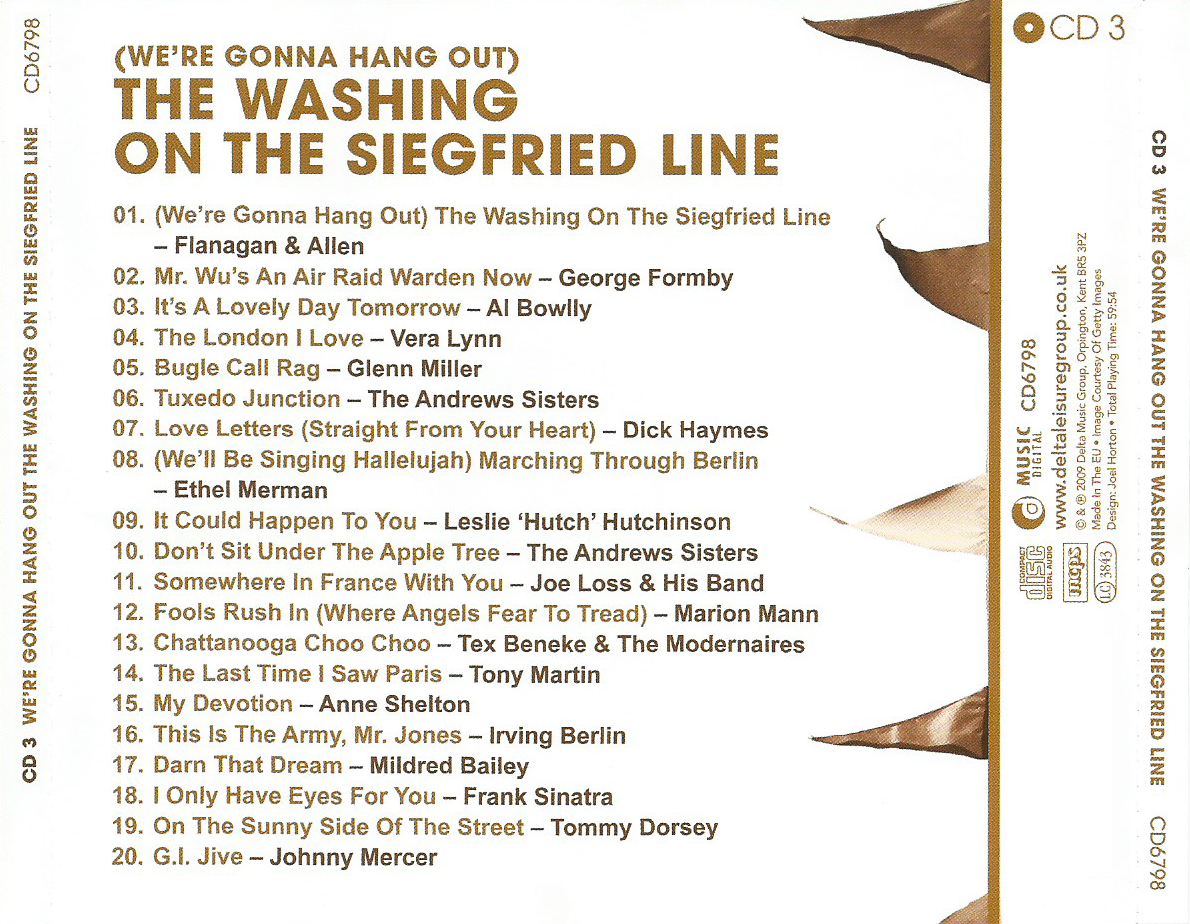 CD 3 WE'RE GONNA HANG OUT THE WASHING ON THE SIEGFRIED LINE CD6798
(WE'RE GONNA HANG OUT)
THE WASHING
ON THE SIEGFRIED LINE
01. (We're Gonna Hang Out) The Washing On The Siegfried Line
– Flanagan & Allen
02. Mr. Wu's An Air Raid Warden Now – George Formby
03. It's A Lovely Day Tomorrow – Al Bowlly
04. The London I Love – Vera Lynn
05. Bugle Call Rag – Glenn Miller
06. Tuxedo Junction – The Andrews Sisters
07. Love Letters (Straight From Your Heart) – Dick Haymes
08. (We'll Be Singing Hallelujah) Marching Through Berlin
– Ethel Merman
09. It Could Happen To You – Leslie 'Hutch' Hutchinson
10. Don't Sit Under The Apple Tree – The Andrews Sisters
11. Somewhere In France With You – Joe Loss & His Band
12. Fools Rush In (Where Angels Fear To Tread) – Marion Mann
13. Chattanooga Choo Choo – Tex Beneke & The Modernaires
14. The Last Time I Saw Paris – Tony Martin
15. My Devotion – Anne Shelton
16. This Is The Army, Mr. Jones – Irving Berlin
17. Darn That Dream – Mildred Bailey
18. I Only Have Eyes For You – Frank Sinatra
19. On The Sunny Side Of The Street – Tommy Dorsey
20. G.I. Jive – Johnny Mercer
CD 3
MUSIC CD6798
DIGITAL
www.deltaleisuregroup.co.uk
© & ℗ 2009 Delta Music Group, Orpington, Kent BR5 3PZ
Made In The EU • Image Courtesy Of Getty Images
Design: Joel Horton • Total Playing Time: 59:54
COMPACT
disc
DIGITAL AUDIO
mcps
LC 3843
CD 3 WE'RE GONNA HANG OUT THE WASHING ON THE SIEGFRIED LINE CD6798